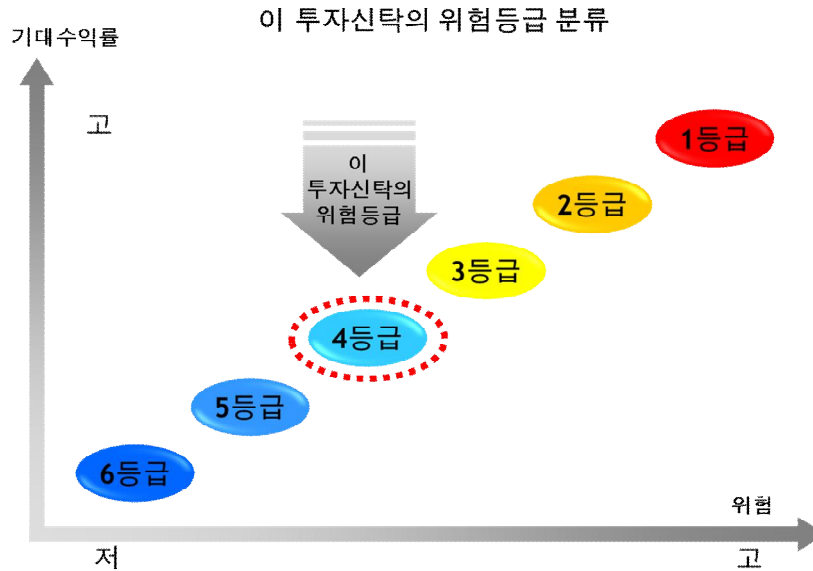 이 투자신탁의 위험등급 분류
기대수익률
고
1등급
이
투자신탁의
위험등급
2등급
3등급
4등급
5등급
6등급
위험
저
고